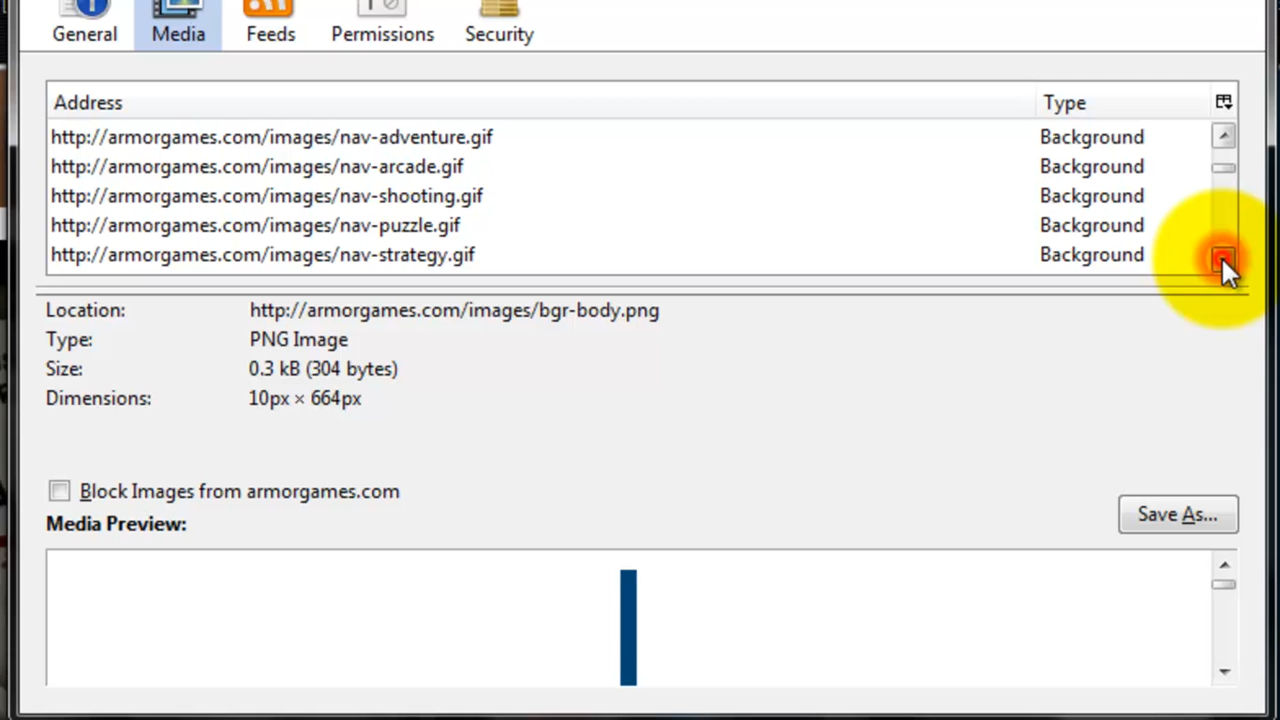 General Media Feeds Permissions Security
Address Type
http://armorgames.com/images/nav-adventure.gif Background
http://armorgames.com/images/nav-arcade.gif Background
http://armorgames.com/images/nav-shooting.gif Background
http://armorgames.com/images/nav-puzzle.gif Background
http://armorgames.com/images/nav-strategy.gif Background
Location: http://armorgames.com/images/bgr-body.png
Type: PNG Image
Size: 0.3 kB (304 bytes)
Dimensions: 10px × 664px
Block Images from armorgames.com
Save As...
Media Preview: